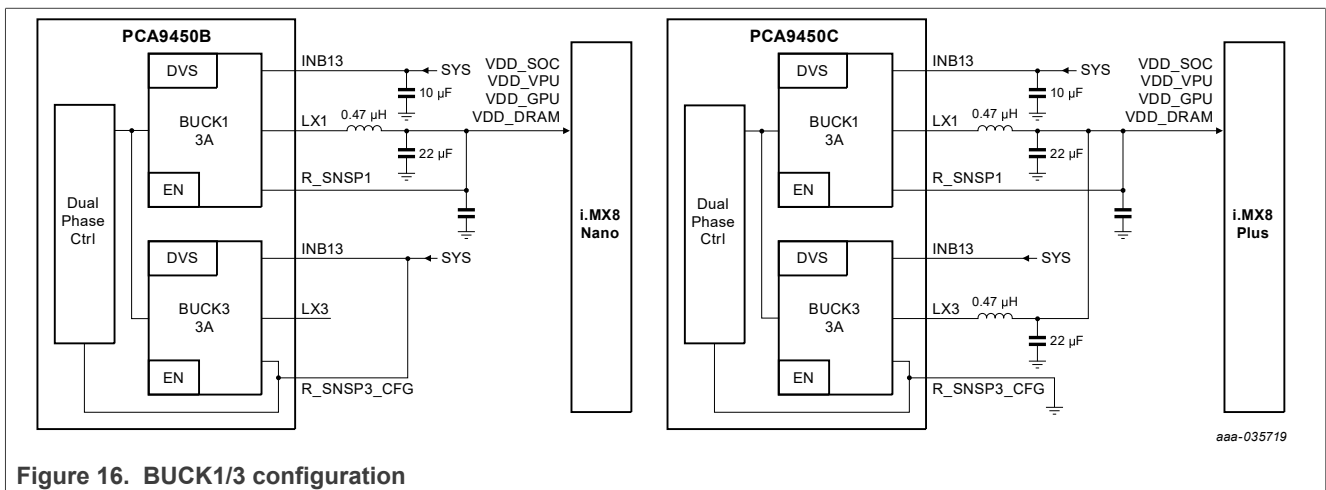 PCA9450B
DVS
BUCK1
3A
EN
Dual
Phase
Ctrl
DVS
BUCK3
3A
EN
INB13
SYS
10 µF
LX1
0.47 µH
22 µF
R_SNSP1
INB13
SYS
LX3
R_SNSP3_CFG
VDD_SOC
VDD_VPU
VDD_GPU
VDD_DRAM
i.MX8
Nano
PCA9450C
DVS
BUCK1
3A
EN
Dual
Phase
Ctrl
DVS
BUCK3
3A
EN
INB13
SYS
10 µF
LX1
0.47 µH
22 µF
R_SNSP1
INB13
SYS
LX3
0.47 µH
22 µF
R_SNSP3_CFG
VDD_SOC
VDD_VPU
VDD_GPU
VDD_DRAM
i.MX8
Plus
aaa-035719
Figure 16. BUCK1/3 configuration